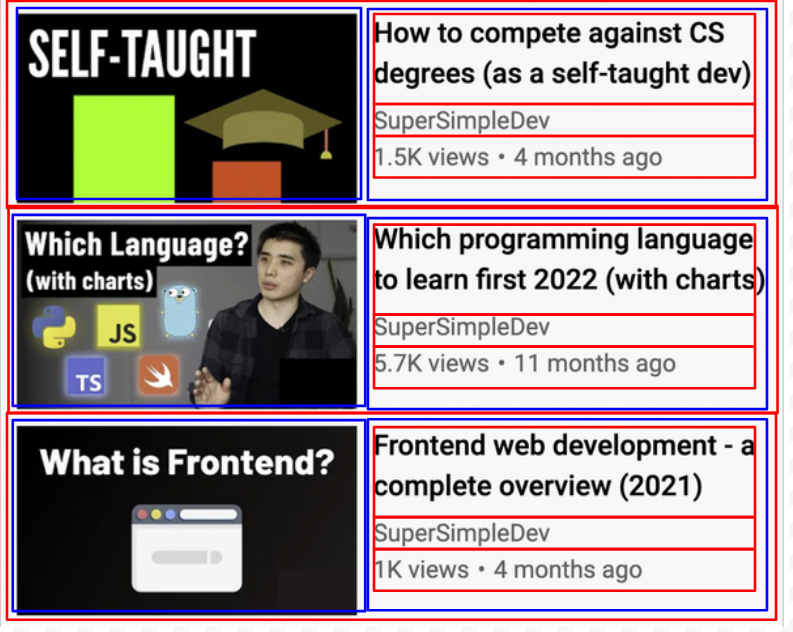 SELF-TAUGHT
How to compete against CS
degrees (as a self-taught dev)
SuperSimpleDev
1.5K views • 4 months ago
Which Language?
(with charts)
JS
TS
Which programming language
to learn first 2022 (with charts)
SuperSimpleDev
5.7K views • 11 months ago
What is Frontend?
Frontend web development - a
complete overview (2021)
SuperSimpleDev
1K views • 4 months ago